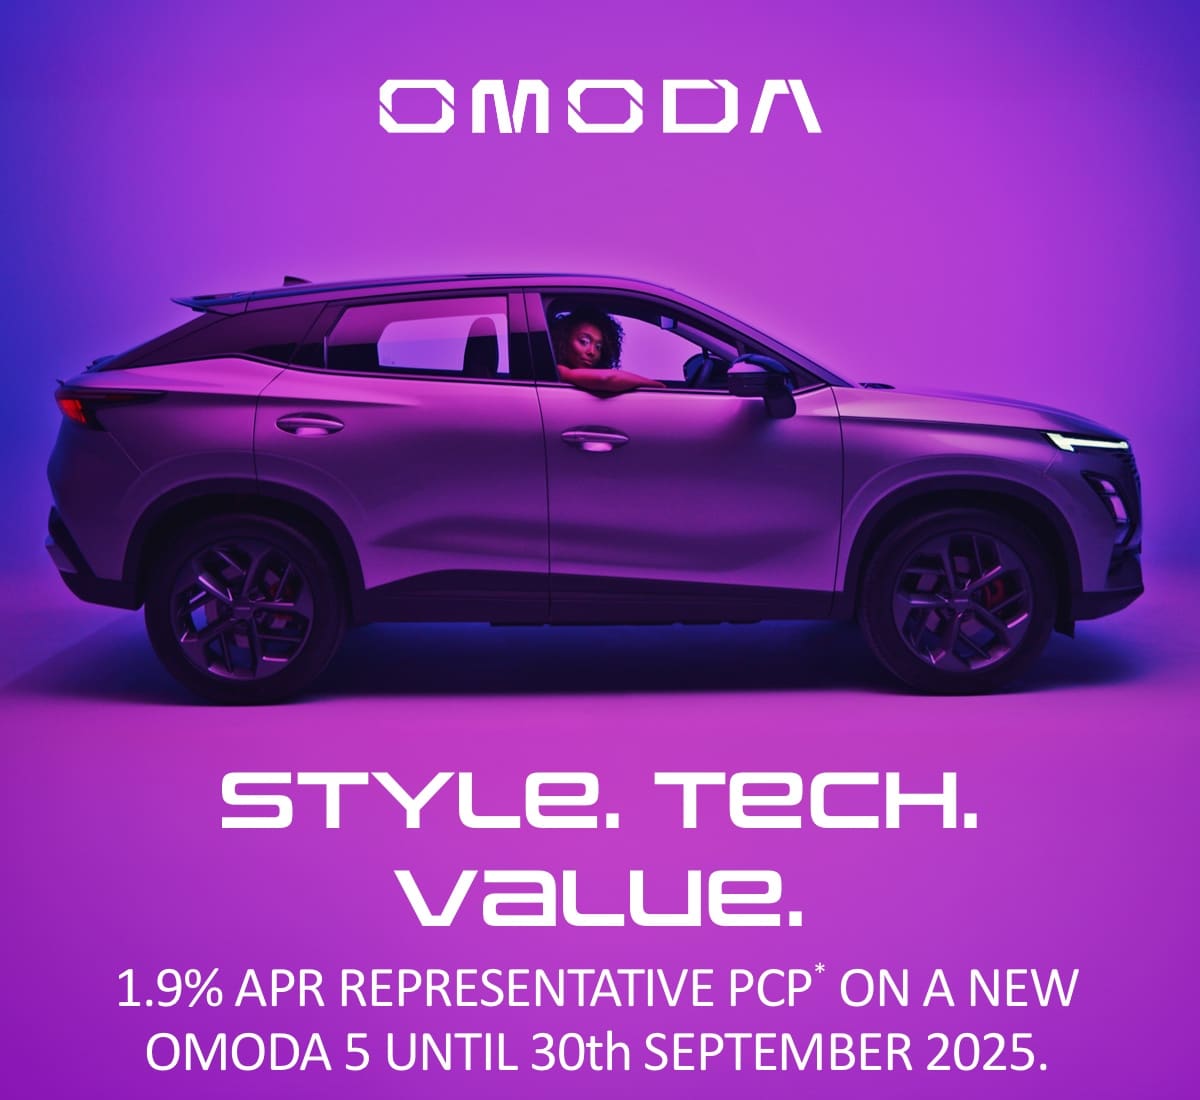 OMODA
STYLe. TeCH.
VaLUe.
1.9% APR REPRESENTATIVE PCP* ON A NEW
OMODA 5 UNTIL 30th SEPTEMBER 2025.